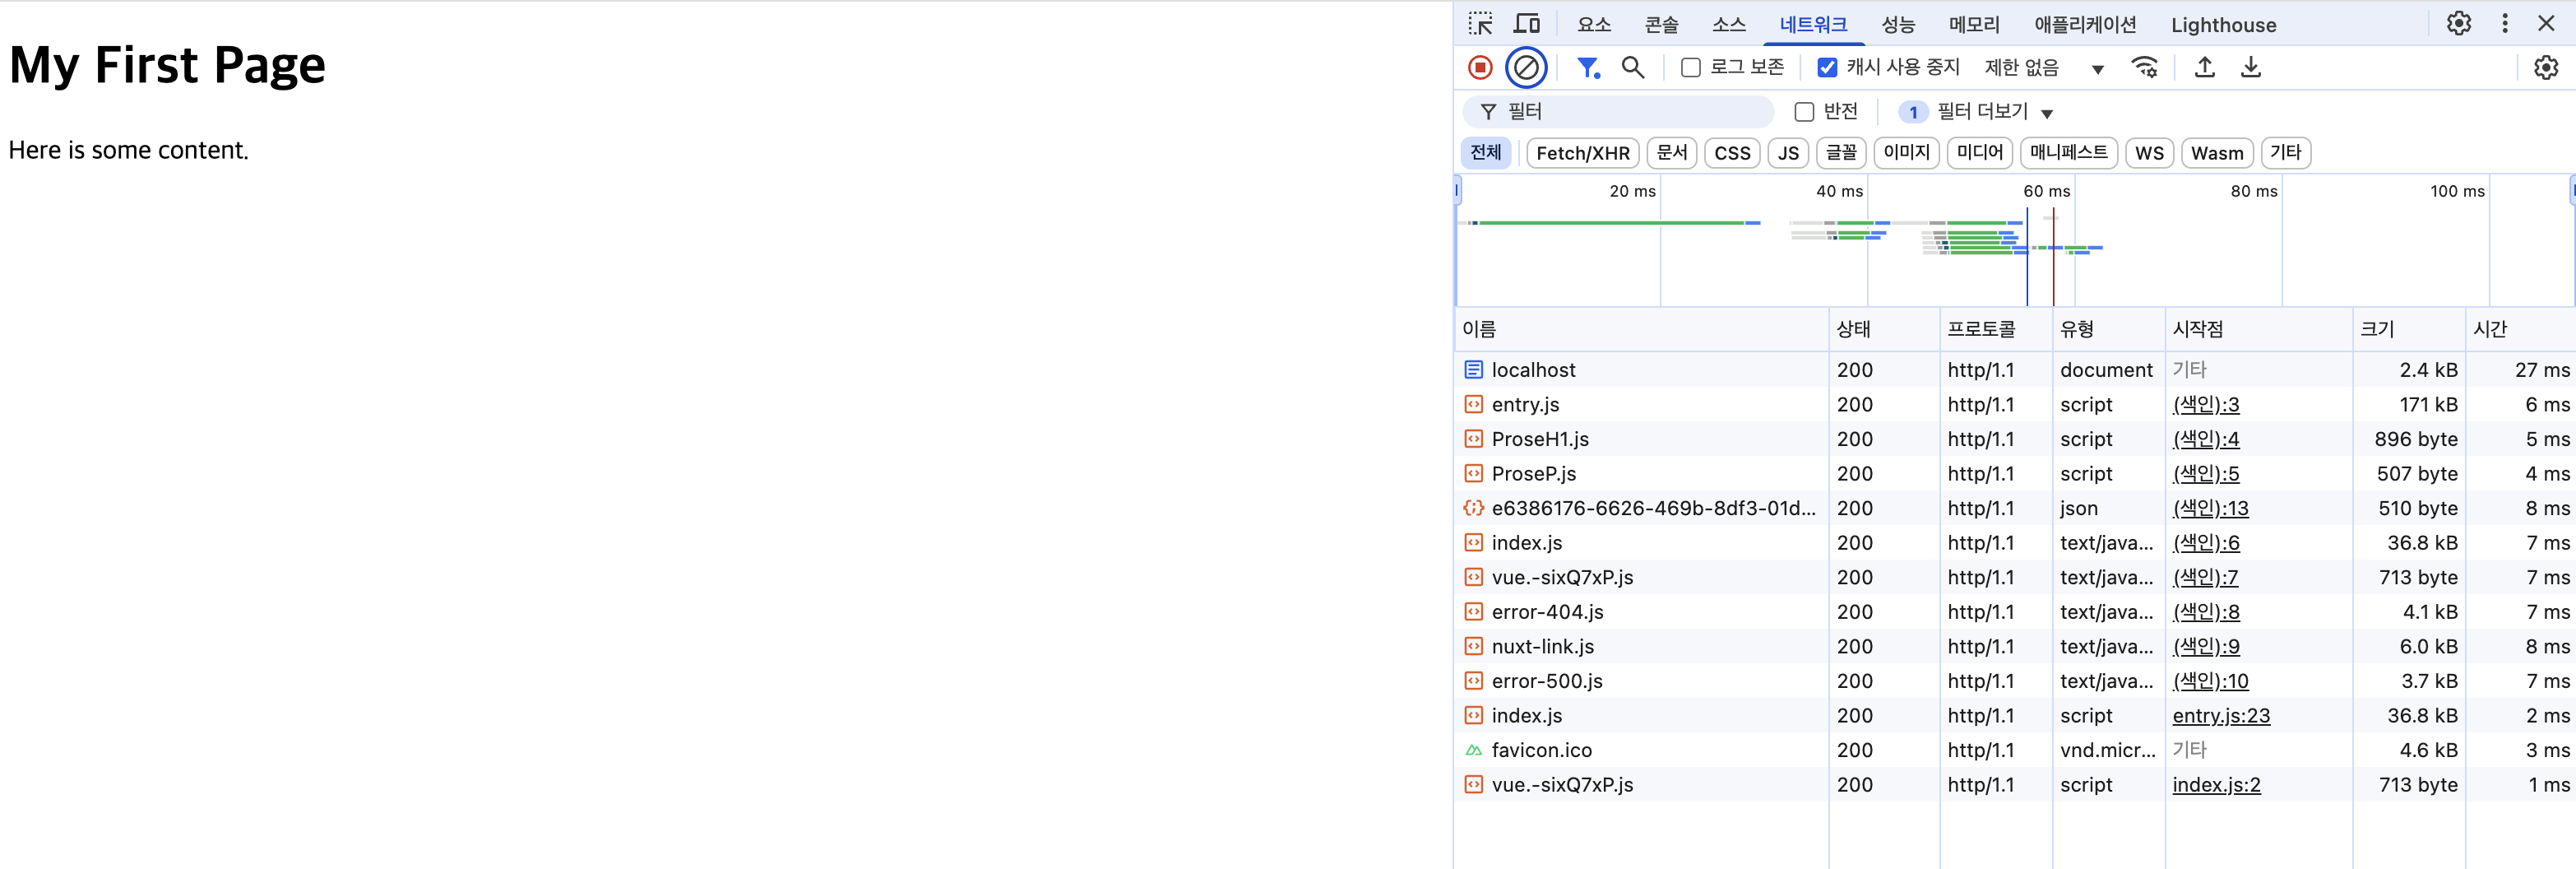 My First Page
Here is some content.
요소 콘솔 소스 네트워크 성능 메모리 애플리케이션 Lighthouse
로그 보존 캐시 사용 중지 제한 없음
필터 반전 1 필터 더보기
전체 Fetch/XHR 문서 CSS JS 글꼴 이미지 미디어 매니페스트 WS Wasm 기타
20 ms 40 ms 60 ms 80 ms 100 ms
이름 상태 프로토콜 유형 시작점 크기 시간
localhost 200 http/1.1 document 기타 2.4 kB 27 ms
entry.js 200 http/1.1 script (색인):3 171 kB 6 ms
ProseH1.js 200 http/1.1 script (색인):4 896 byte 5 ms
ProseP.js 200 http/1.1 script (색인):5 507 byte 4 ms
e6386176-6626-469b-8df3-01d... 200 http/1.1 json (색인):13 510 byte 8 ms
index.js 200 http/1.1 text/java... (색인):6 36.8 kB 7 ms
vue.-sixQ7xP.js 200 http/1.1 text/java... (색인):7 713 byte 7 ms
error-404.js 200 http/1.1 text/java... (색인):8 4.1 kB 7 ms
nuxt-link.js 200 http/1.1 text/java... (색인):9 6.0 kB 8 ms
error-500.js 200 http/1.1 text/java... (색인):10 3.7 kB 7 ms
index.js 200 http/1.1 script entry.js:23 36.8 kB 2 ms
favicon.ico 200 http/1.1 vnd.micr... 기타 4.6 kB 3 ms
vue.-sixQ7xP.js 200 http/1.1 script index.js:2 713 byte 1 ms